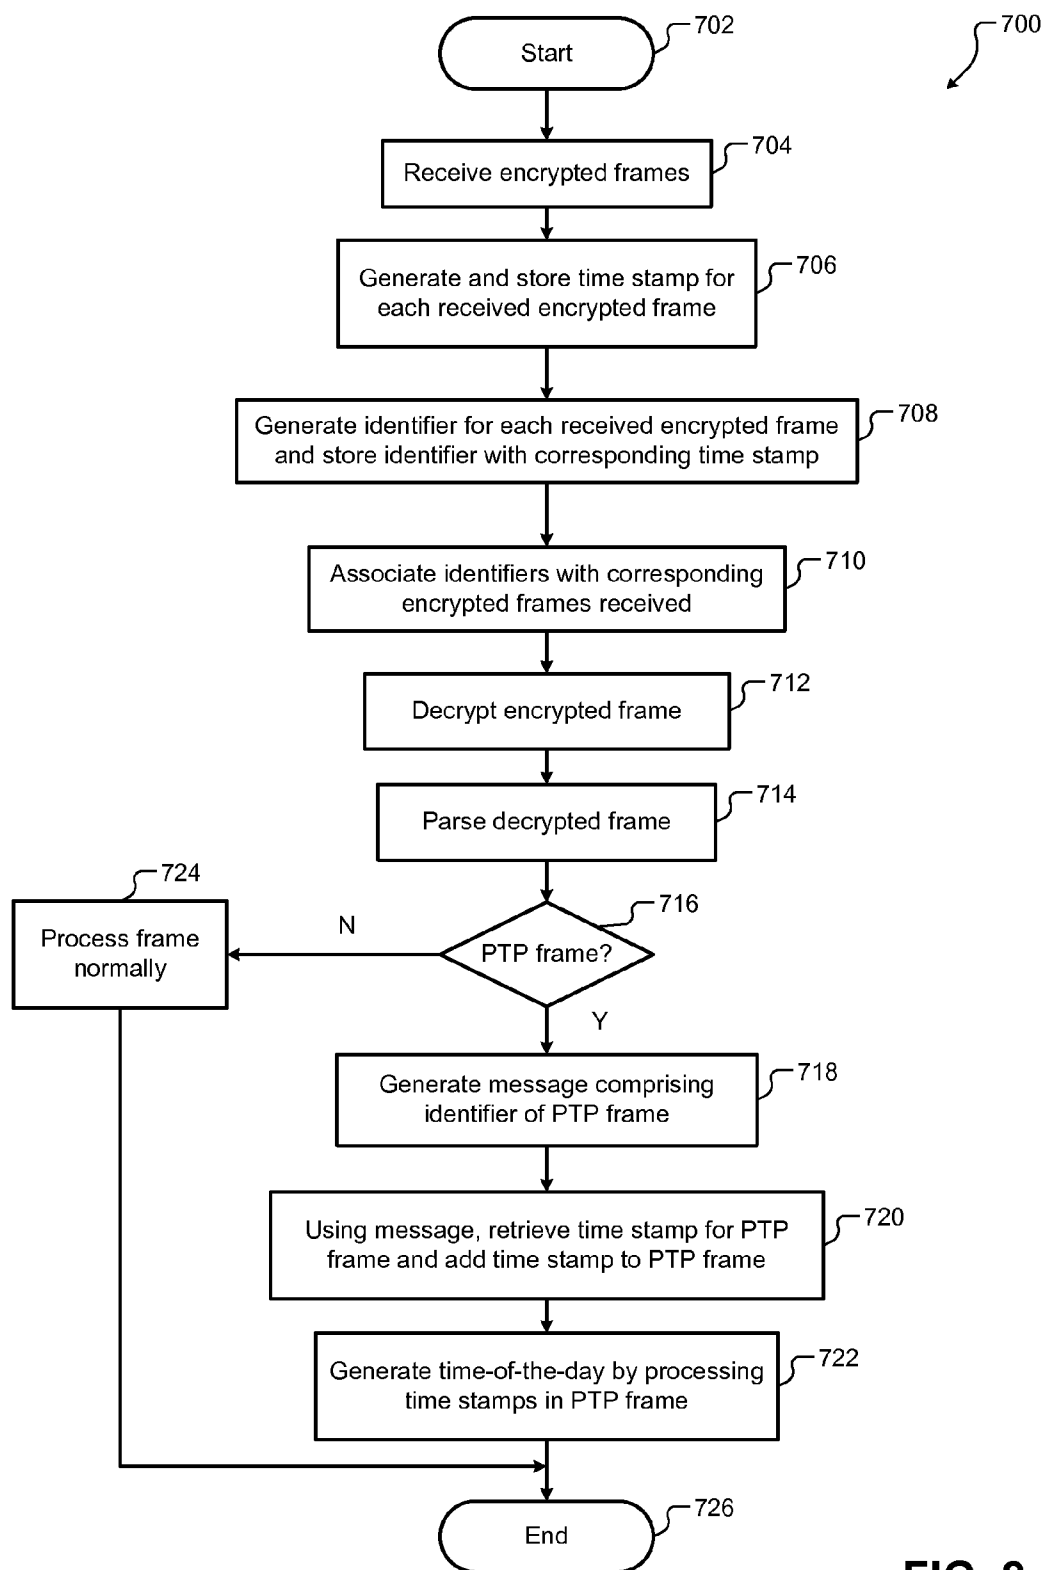 700
Start
702
Receive encrypted frames
704
Generate and store time stamp for
each received encrypted frame
706
Generate identifier for each received encrypted frame
and store identifier with corresponding time stamp
708
Associate identifiers with corresponding
encrypted frames received
710
Decrypt encrypted frame
712
Parse decrypted frame
714
PTP frame?
716
N
Process frame
normally
724
Y
Generate message comprising
identifier of PTP frame
718
Using message, retrieve time stamp for PTP
frame and add time stamp to PTP frame
720
Generate time-of-the-day by processing
time stamps in PTP frame
722
End
726
FIG.